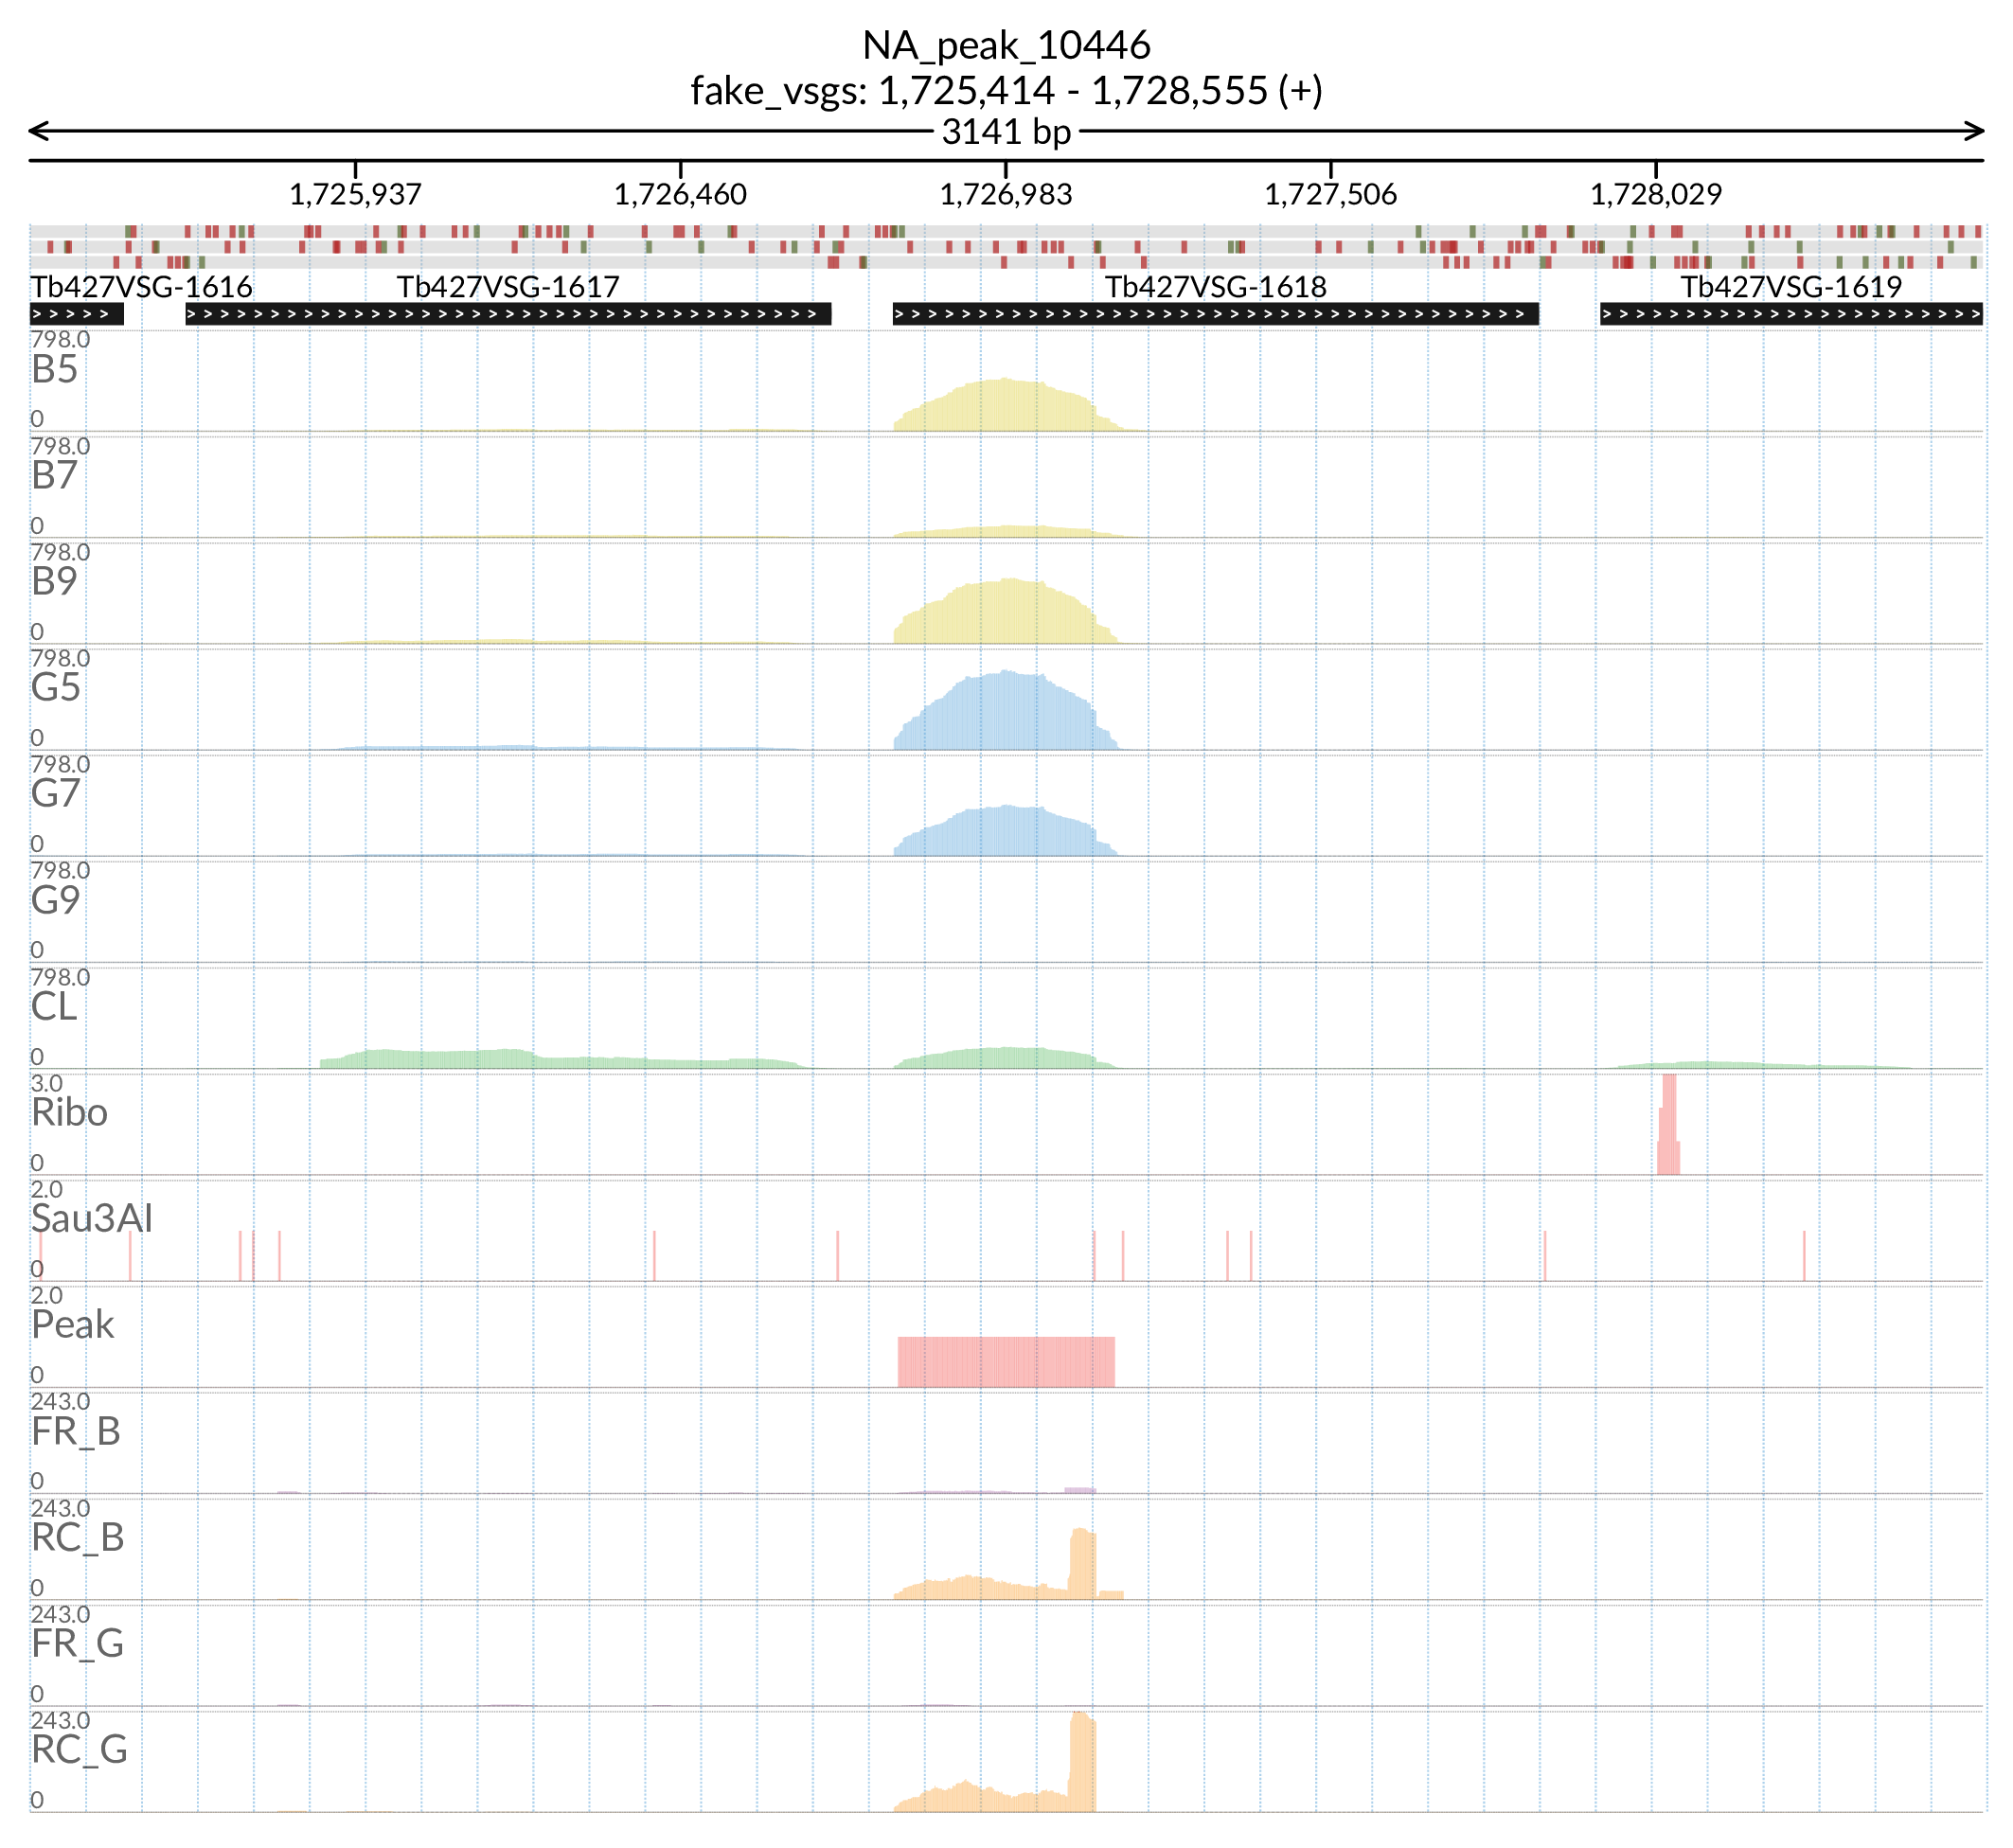 NA_peak_10446
fake_vsgs: 1,725,414 - 1,728,555 (+)
3141 bp
1,725,937 1,726,460 1,726,983 1,727,506 1,728,029
Tb427VSG-1616 Tb427VSG-1617 Tb427VSG-1618 Tb427VSG-1619
798.0
B5
0
798.0
B7
0
798.0
B9
0
798.0
G5
0
798.0
G7
0
798.0
G9
0
798.0
CL
0
3.0
Ribo
0
2.0
Sau3AI
0
2.0
Peak
0
243.0
FR_B
0
243.0
RC_B
0
243.0
FR_G
0
243.0
RC_G
0